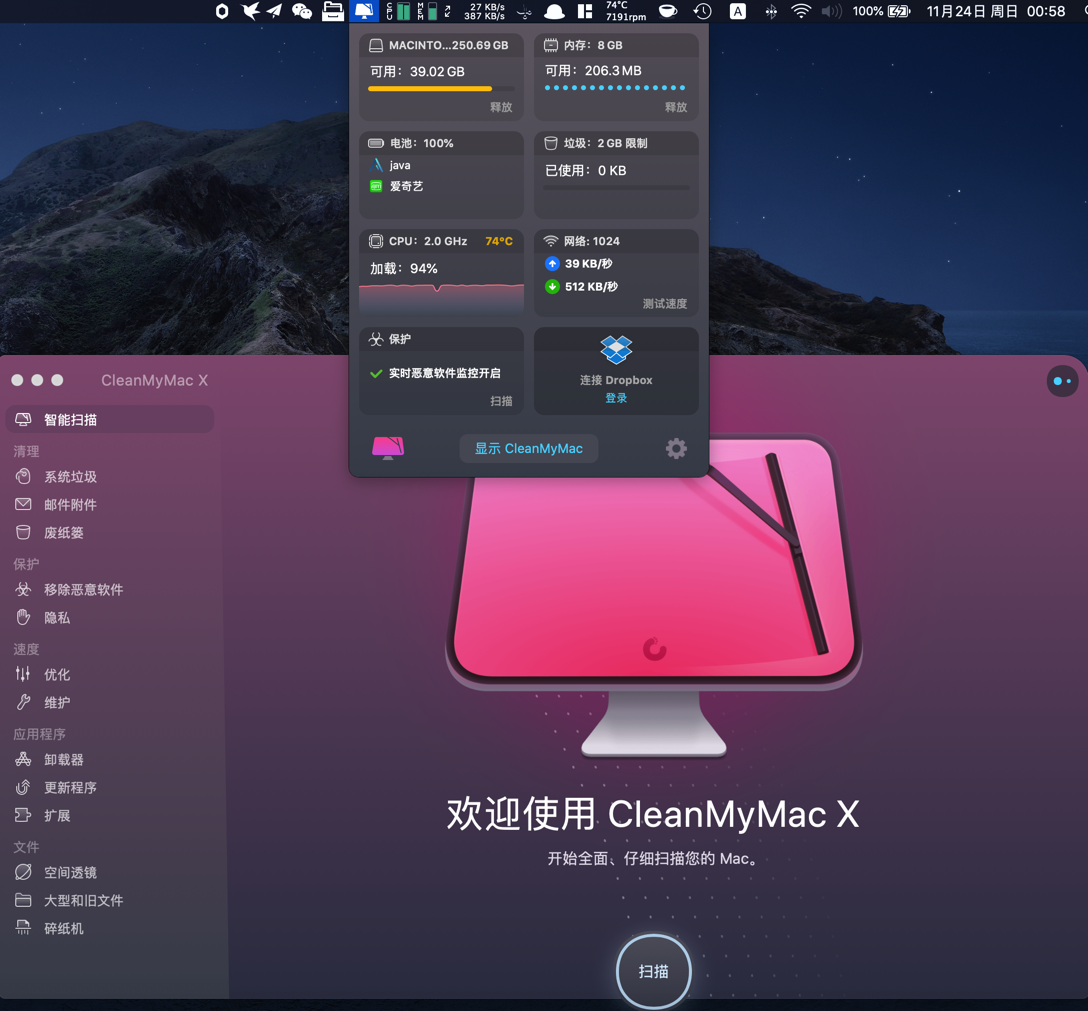 CPU
MEM
27 KB/s
387 KB/s
74°C
7191rpm
A
100%
11月24日 周日 00:58
MACINTO...250.69 GB
可用：39.02 GB
释放
内存：8 GB
可用：206.3 MB
释放
电池：100%
java
爱奇艺
垃圾：2 GB 限制
已使用：0 KB
CPU：2.0 GHz 74°C
加载：94%
网络: 1024
39 KB/秒
512 KB/秒
测试速度
保护
实时恶意软件监控开启
扫描
连接 Dropbox
登录
显示 CleanMyMac
CleanMyMac X
智能扫描
清理
系统垃圾
邮件附件
废纸篓
保护
移除恶意软件
隐私
速度
优化
维护
应用程序
卸载器
更新程序
扩展
文件
空间透镜
大型和旧文件
碎纸机
欢迎使用 CleanMyMac X
开始全面、仔细扫描您的 Mac。
扫描